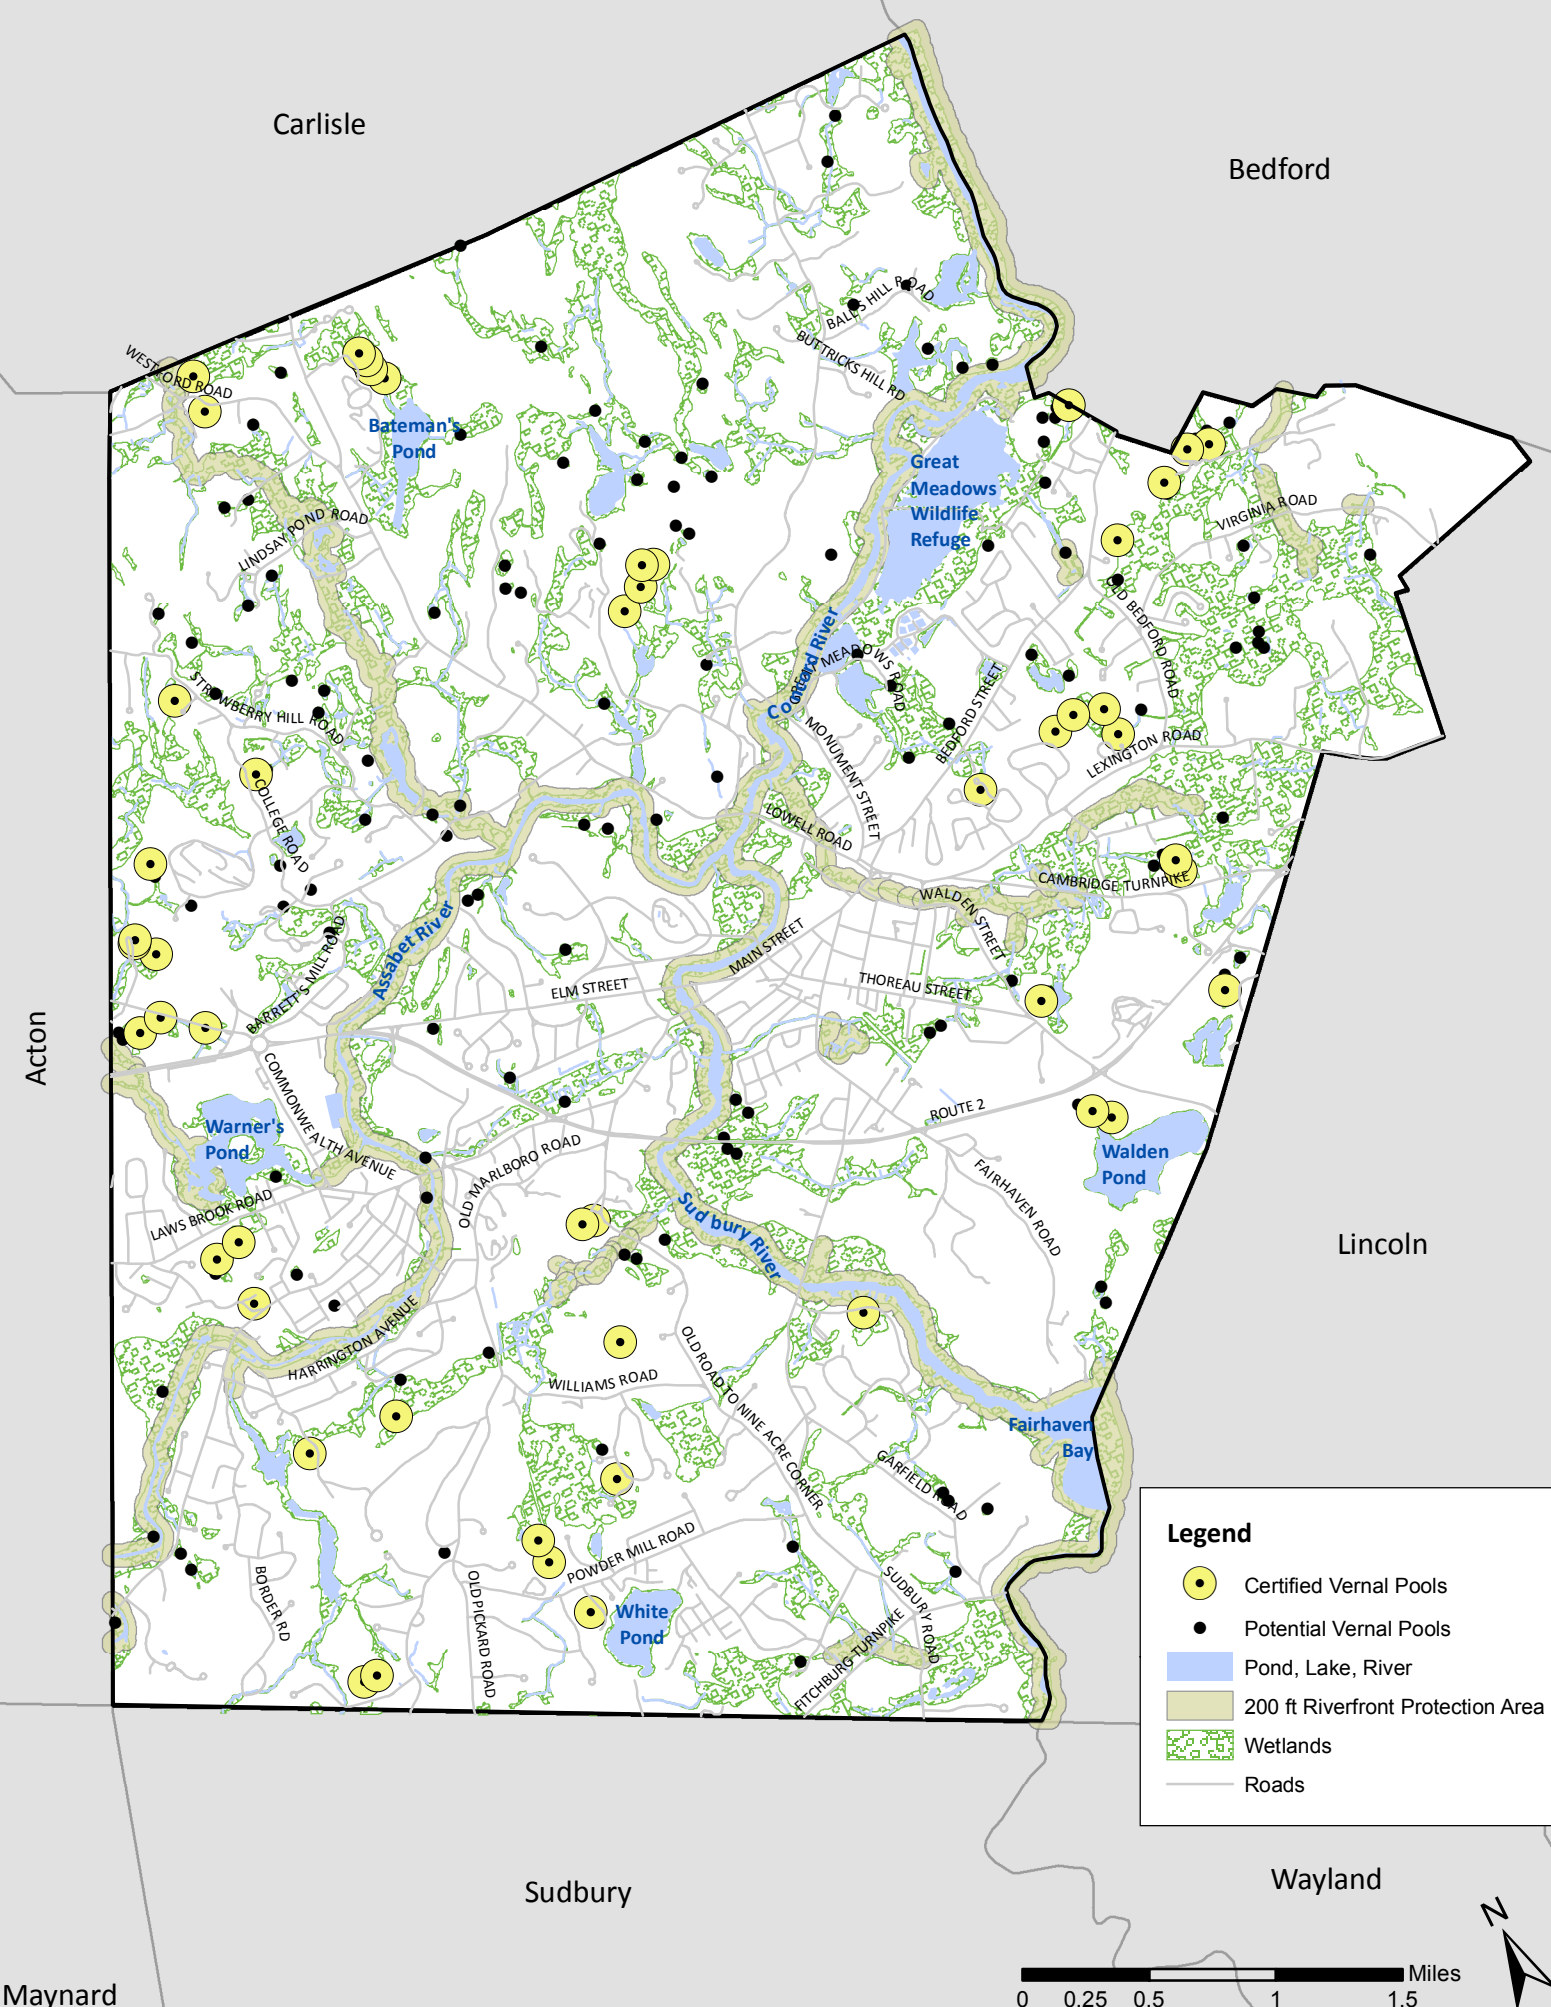 Carlisle
Bedford
BALL'S HILL ROAD
BUTTRICKS HILL RD
WESTFORD ROAD
Bateman's
Pond
Great
Meadows
Wildlife
Refuge
VIRGINIA ROAD
LINDSAY POND ROAD
OLD BEDFORD ROAD
Concord River
GREAT MEADOWS ROAD
STRAWBERRY HILL ROAD
BEDFORD STREET
MONUMENT STREET
LEXINGTON ROAD
COLLEGE ROAD
LOWELL ROAD
CAMBRIDGE TURNPIKE
WALDEN STREET
Assabet River
BARRETT'S MILL ROAD
MAIN STREET
ELM STREET
THOREAU STREET
Acton
COMMONWEALTH AVENUE
ROUTE 2
Warner's
Pond
OLD MARLBORO ROAD
Walden
Pond
FAIRHAVEN ROAD
LAWS BROOK ROAD
Sudbury River
Lincoln
HARRINGTON AVENUE
OLD ROAD TO NINE ACRE CORNER
WILLIAMS ROAD
Fairhaven
Bay
GARFIELD ROAD
POWDER MILL ROAD
BORDER RD
OLD PICKARD ROAD
SUDBURY ROAD
White
Pond
FITCHBURG TURNPIKE
Legend
Certified Vernal Pools
Potential Vernal Pools
Pond, Lake, River
200 ft Riverfront Protection Area
Wetlands
Roads
Sudbury
Wayland
N
Maynard
Miles
0 0.25 0.5 1 1.5